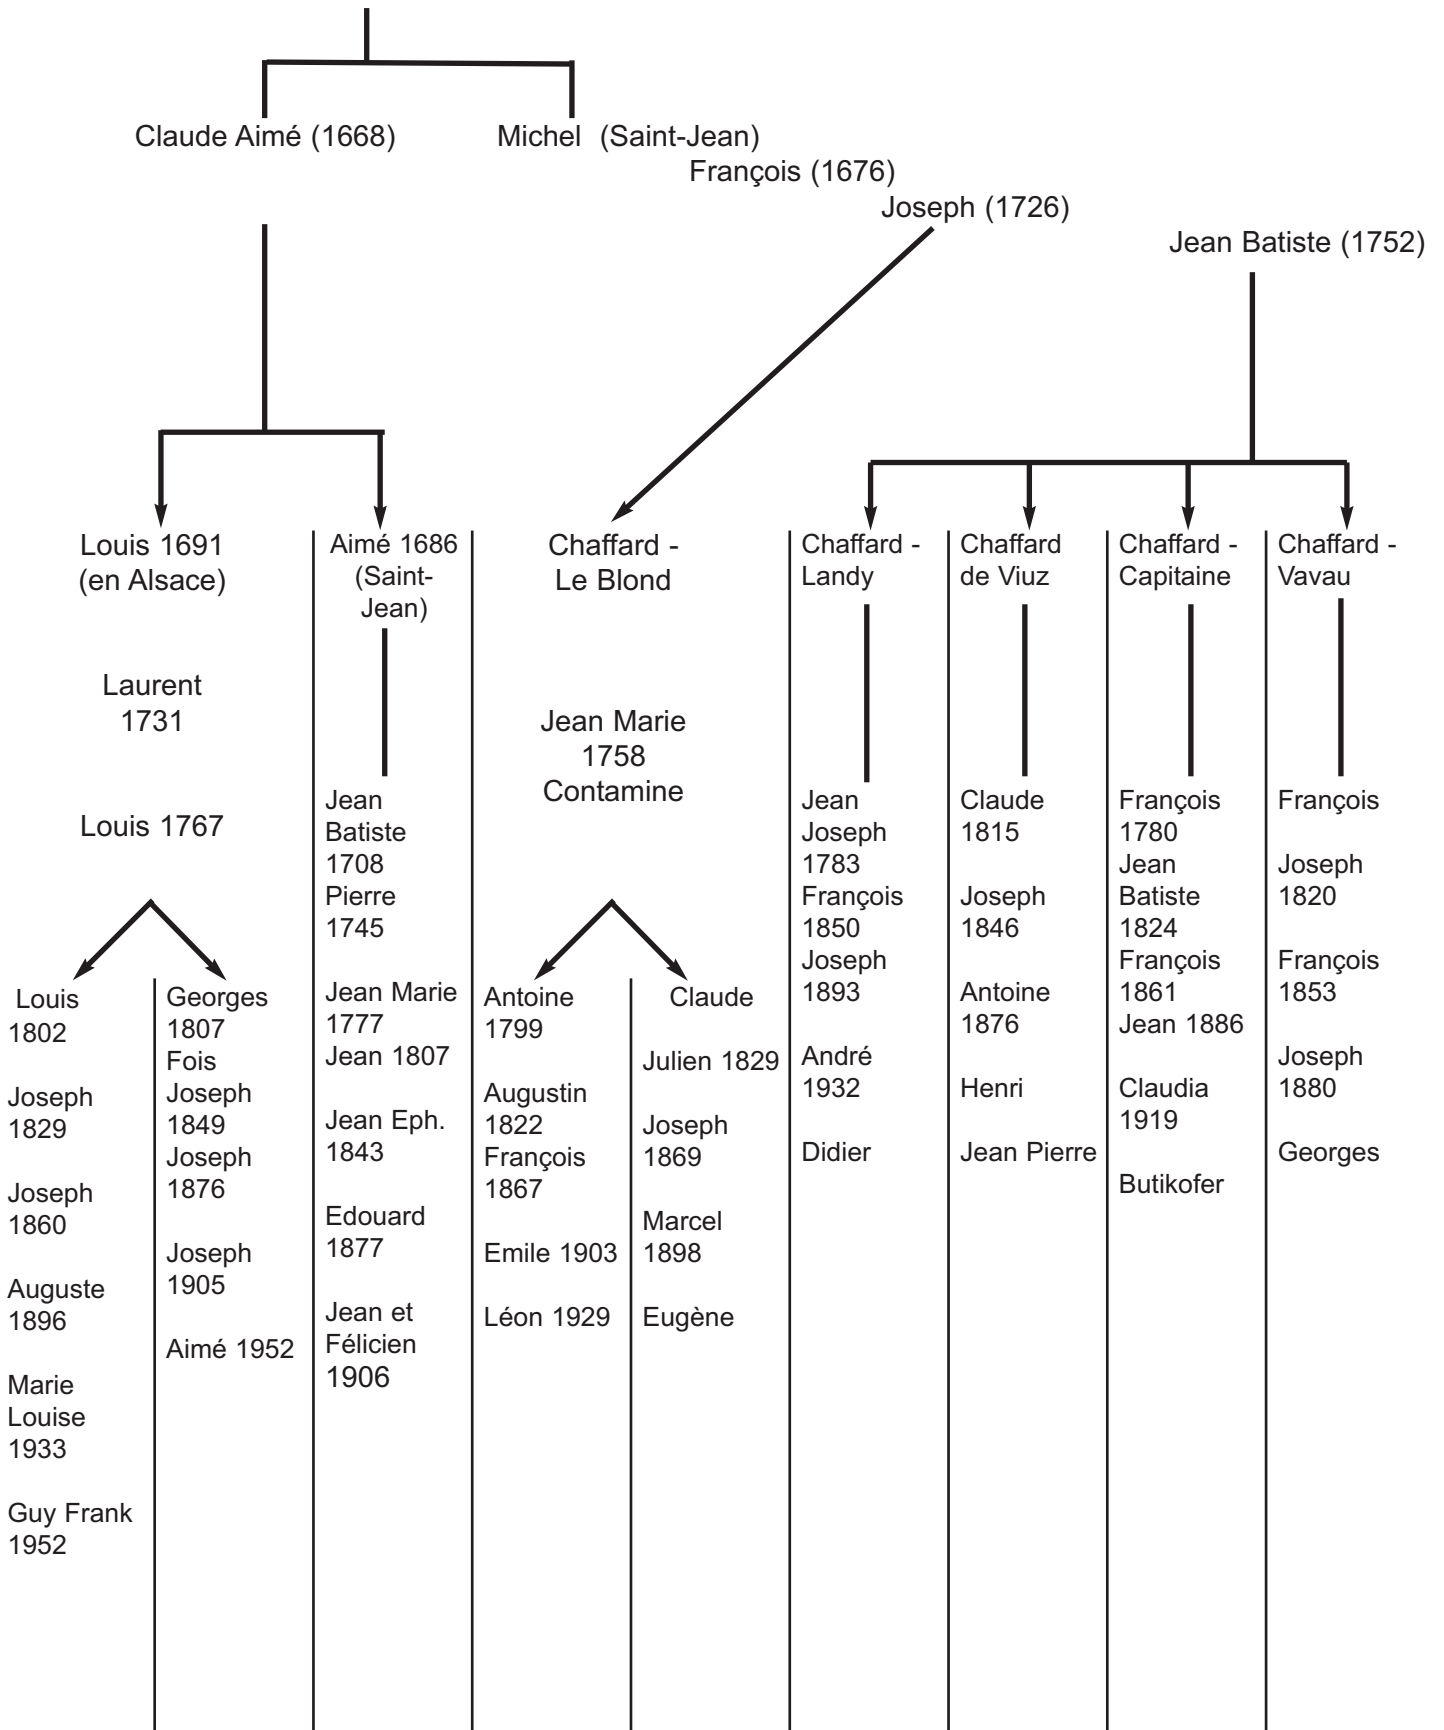 Claude Aimé (1668)
Michel (Saint-Jean)
François (1676)
Joseph (1726)
Jean Batiste (1752)
Louis 1691
(en Alsace)
Laurent
1731
Louis 1767
Louis
1802
Joseph
1829
Joseph
1860
Auguste
1896
Marie
Louise
1933
Guy Frank
1952
Georges
1807
Fois
Joseph
1849
Joseph
1876
Joseph
1905
Aimé 1952
Aimé 1686
(Saint-
Jean)
Jean
Batiste
1708
Pierre
1745
Jean Marie
1777
Jean 1807
Jean Eph.
1843
Edouard
1877
Jean et
Félicien
1906
Chaffard -
Le Blond
Jean Marie
1758
Contamine
Antoine
1799
Augustin
1822
François
1867
Emile 1903
Léon 1929
Claude
Julien 1829
Joseph
1869
Marcel
1898
Eugène
Chaffard -
Landy
Jean
Joseph
1783
François
1850
Joseph
1893
André
1932
Didier
Chaffard
de Viuz
Claude
1815
Joseph
1846
Antoine
1876
Henri
Jean Pierre
Chaffard -
Capitaine
François
1780
Jean
Batiste
1824
François
1861
Jean 1886
Claudia
1919
Butikofer
Chaffard -
Vavau
François
Joseph
1820
François
1853
Joseph
1880
Georges